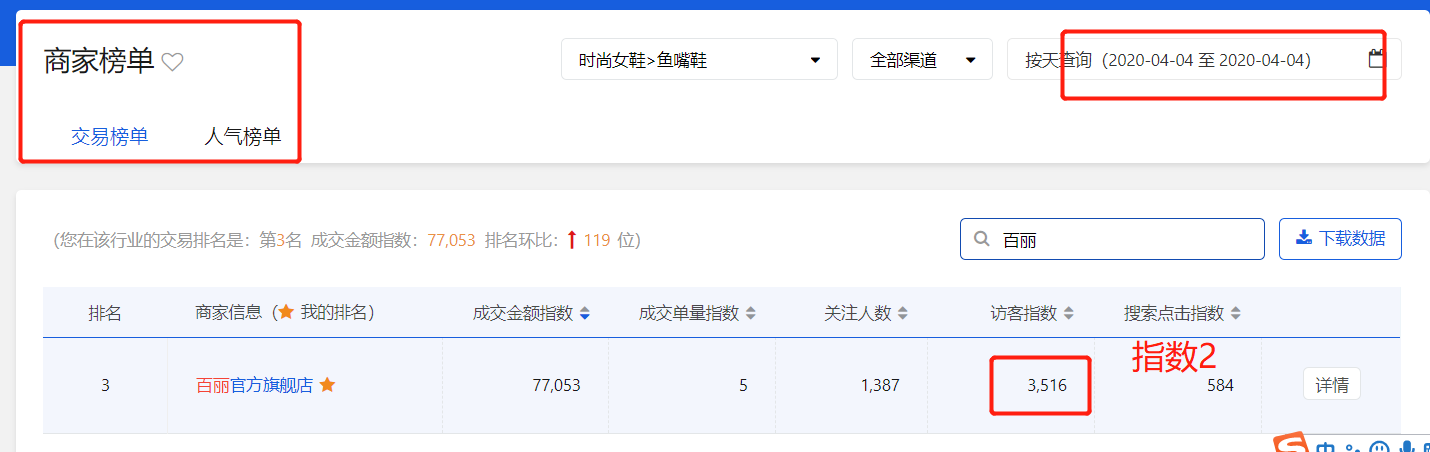 商家榜单
时尚女鞋>鱼嘴鞋 全部渠道 按天查询（2020-04-04 至 2020-04-04）
交易榜单 人气榜单
(您在该行业的交易排名是：第3名 成交金额指数：77,053 排名环比： 119 位)
百丽 下载数据
排名 商家信息（ 我的排名） 成交金额指数 成交单量指数 关注人数 访客指数 搜索点击指数
指数2
3 百丽官方旗舰店 77,053 5 1,387 3,516 584 详情
中